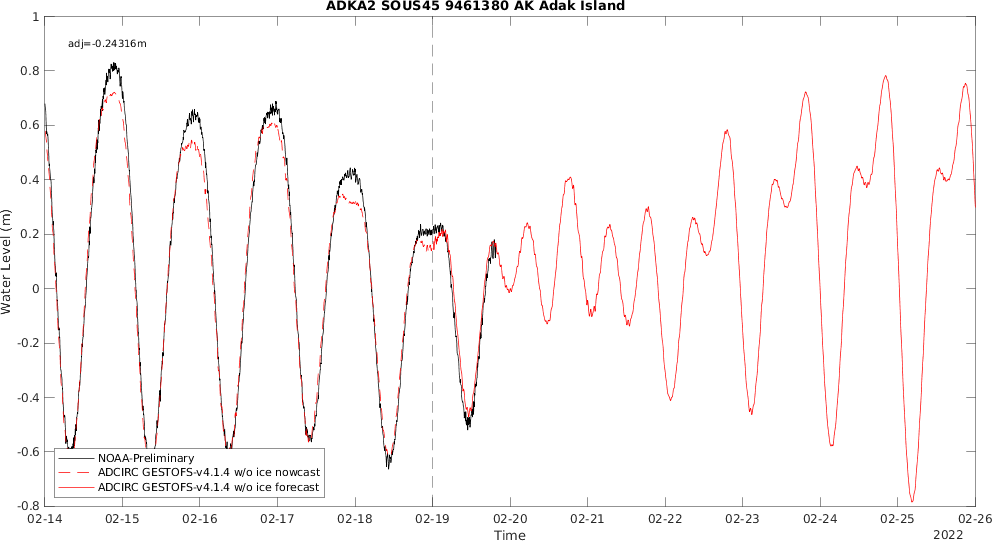 ADKA2 SOUS45 9461380 AK Adak Island
adj=-0.24316m
Water Level (m)
1
0.8
0.6
0.4
0.2
0
-0.2
-0.4
-0.6
-0.8
NOAA-Preliminary
ADCIRC GESTOFS-v4.1.4 w/o ice nowcast
ADCIRC GESTOFS-v4.1.4 w/o ice forecast
02-14 02-15 02-16 02-17 02-18 02-19 02-20 02-21 02-22 02-23 02-24 02-25 02-26
Time
2022